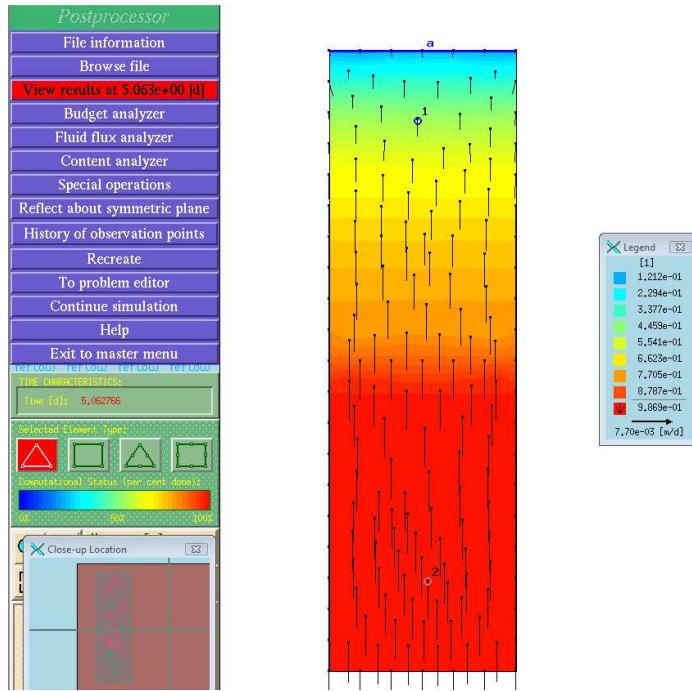 Postprocessor
File information
Browse file
View results at 5.063e+00 [d]
Budget analyzer
Fluid flux analyzer
Content analyzer
Special operations
Reflect about symmetric plane
History of observation points
Recreate
To problem editor
Continue simulation
Help
Exit to master menu
TIME CHARACTERISTICS:
Time [d]: 5.062766
Selected Element Type:
Computational Status (per cent done):
0% 50% 100%
Close-up Location
a
1
2
Legend
[1]
1.212e-01
2.294e-01
3.377e-01
4.459e-01
5.541e-01
6.623e-01
7.705e-01
8.787e-01
9.869e-01
7.70e-03 [m/d]